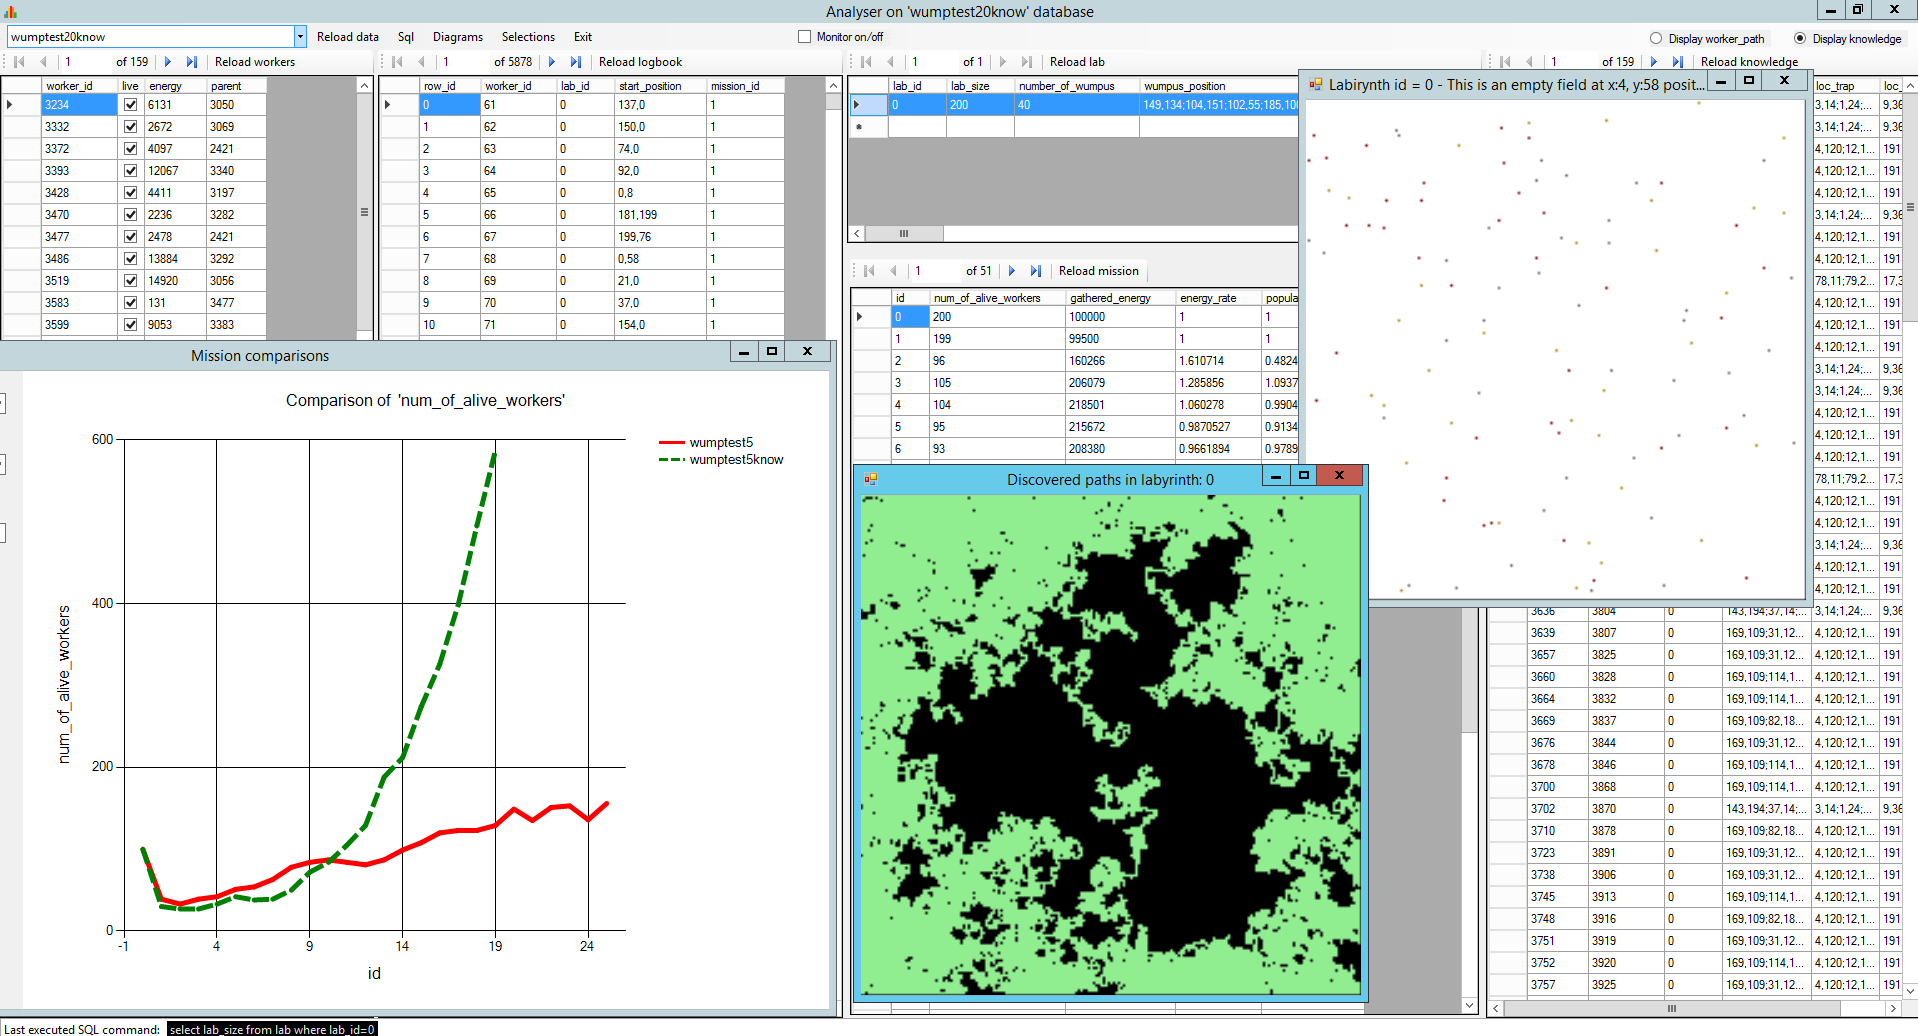 Analyser on 'wumptest20know' database
wumptest20know Reload data Sql Diagrams Selections Exit Monitor on/off Display worker_path Display knowledge
1 of 159 Reload workers
worker_id live energy parent
3234 6131 3050
3332 2672 3069
3372 4097 2421
3393 12067 3340
3428 4411 3197
3470 2236 3282
3477 2478 2421
3486 13884 3292
3519 14920 3056
3583 131 3477
3599 9053 3383
1 of 5878 Reload logbook
row_id worker_id lab_id start_position mission_id
0 61 0 137,0 1
1 62 0 150,0 1
2 63 0 74,0 1
3 64 0 92,0 1
4 65 0 0,8 1
5 66 0 181,199 1
6 67 0 199,76 1
7 68 0 0,58 1
8 69 0 21,0 1
9 70 0 37,0 1
10 71 0 154,0 1
1 of 1 Reload lab
lab_id lab_size number_of_wumpus wumpus_position
0 200 40 149,134;104,151;102,55;185,100
1 of 51 Reload mission
id num_of_alive_workers gathered_energy energy_rate popula
0 200 100000 1 1
1 199 99500 1 1
2 96 160266 1.610714 0.4824
3 105 206079 1.285856 1.0937
4 104 218501 1.060278 0.9904
5 95 215672 0.9870527 0.9134
6 93 208380 0.9661894 0.9789
1 of 159 Reload knowledge
Labirynth id = 0 - This is an empty field at x:4, y:58 posit...
loc_trap loc_
3,14;1,24;... 9,36
3,14;1,24;... 9,36
4,120;12,1... 191
4,120;12,1... 191
4,120;12,1... 191
3,14;1,24;... 9,36
4,120;12,1... 191
4,120;12,1... 191
78,11;79,2... 17,3
4,120;12,1... 191
4,120;12,1... 191
4,120;12,1... 191
3,14;1,24;... 9,36
3,14;1,24;... 9,36
4,120;12,1... 191
4,120;12,1... 191
4,120;12,1... 191
78,11;79,2... 17,3
4,120;12,1... 191
4,120;12,1... 191
3,14;1,24;... 9,36
4,120;12,1... 191
4,120;12,1... 191
3636 3804 0 143,194;37,14;... 3,14;1,24;... 9,36
3639 3807 0 169,109;31,12... 4,120;12,1... 191
3657 3825 0 169,109;31,12... 4,120;12,1... 191
3660 3828 0 169,109;114,1... 4,120;12,1... 191
3664 3832 0 169,109;114,1... 4,120;12,1... 191
3669 3837 0 169,109;82,18... 4,120;12,1... 191
3676 3844 0 169,109;31,12... 4,120;12,1... 191
3678 3846 0 169,109;114,1... 4,120;12,1... 191
3700 3868 0 169,109;114,1... 4,120;12,1... 191
3702 3870 0 143,194;37,14;... 3,14;1,24;... 9,36
3710 3878 0 169,109;82,18... 4,120;12,1... 191
3723 3891 0 169,109;31,12... 4,120;12,1... 191
3738 3906 0 169,109;31,12... 4,120;12,1... 191
3745 3913 0 169,109;114,1... 4,120;12,1... 191
3748 3916 0 169,109;82,18... 4,120;12,1... 191
3751 3919 0 169,109;31,12... 4,120;12,1... 191
3752 3920 0 169,109;114,1... 4,120;12,1... 191
3757 3925 0 169,109;31,12... 4,120;12,1... 191
Mission comparisons
Comparison of 'num_of_alive_workers'
wumptest5
wumptest5know
600
400
200
0
-1 4 9 14 19 24
num_of_alive_workers
id
Discovered paths in labyrinth: 0
Last executed SQL command: select lab_size from lab where lab_id=0